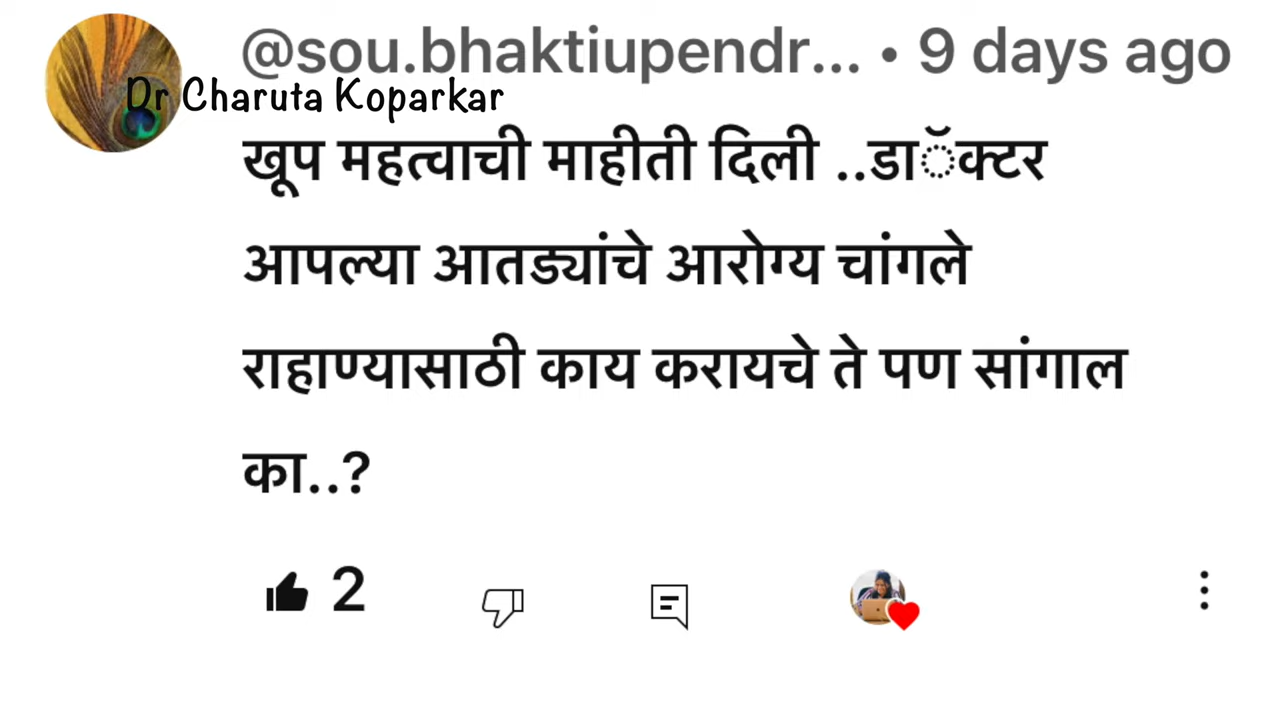 @sou.bhaktiupendr... • 9 days ago
Dr Charuta Koparkar
खूप महत्वाची माहीती दिली ..डाॅक्टर
आपल्या आतड्यांचे आरोग्य चांगले
राहाण्यासाठी काय करायचे ते पण सांगाल
का..?
2